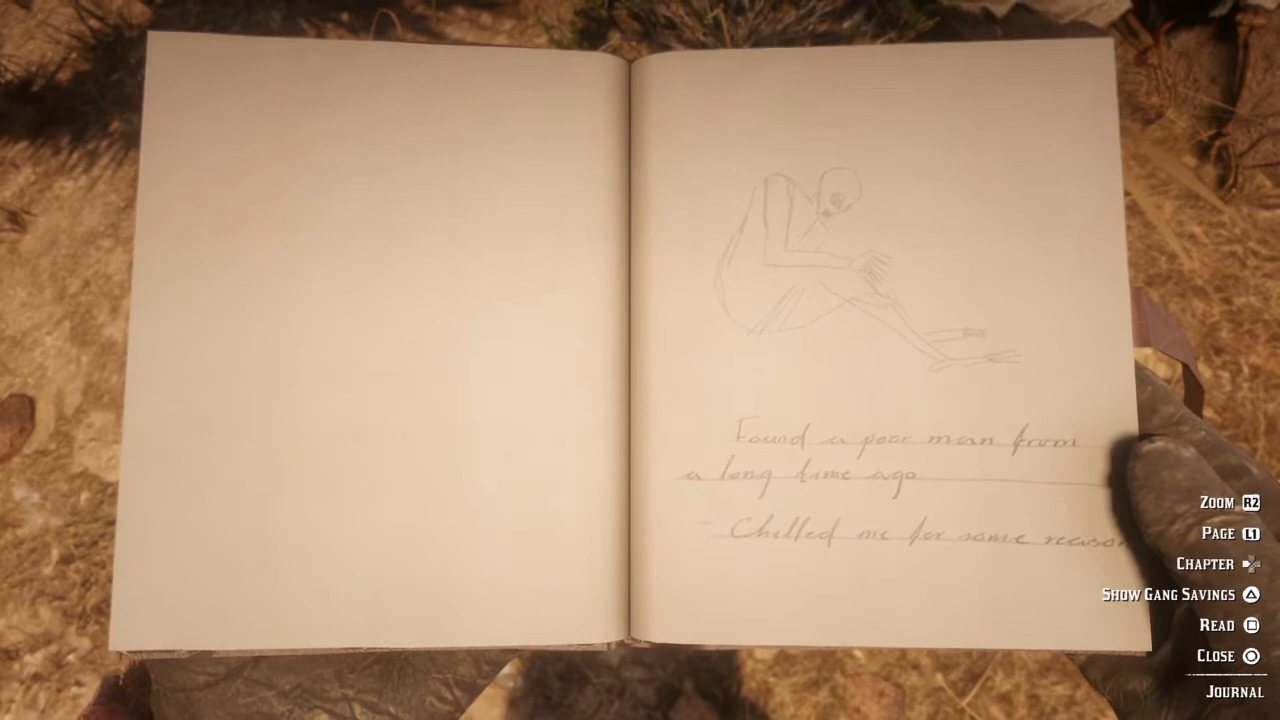 Found a poor man from
a long time ago
- Chilled me for some reason
ZOOM R2
PAGE L1
CHAPTER
SHOW GANG SAVINGS
READ
CLOSE
JOURNAL